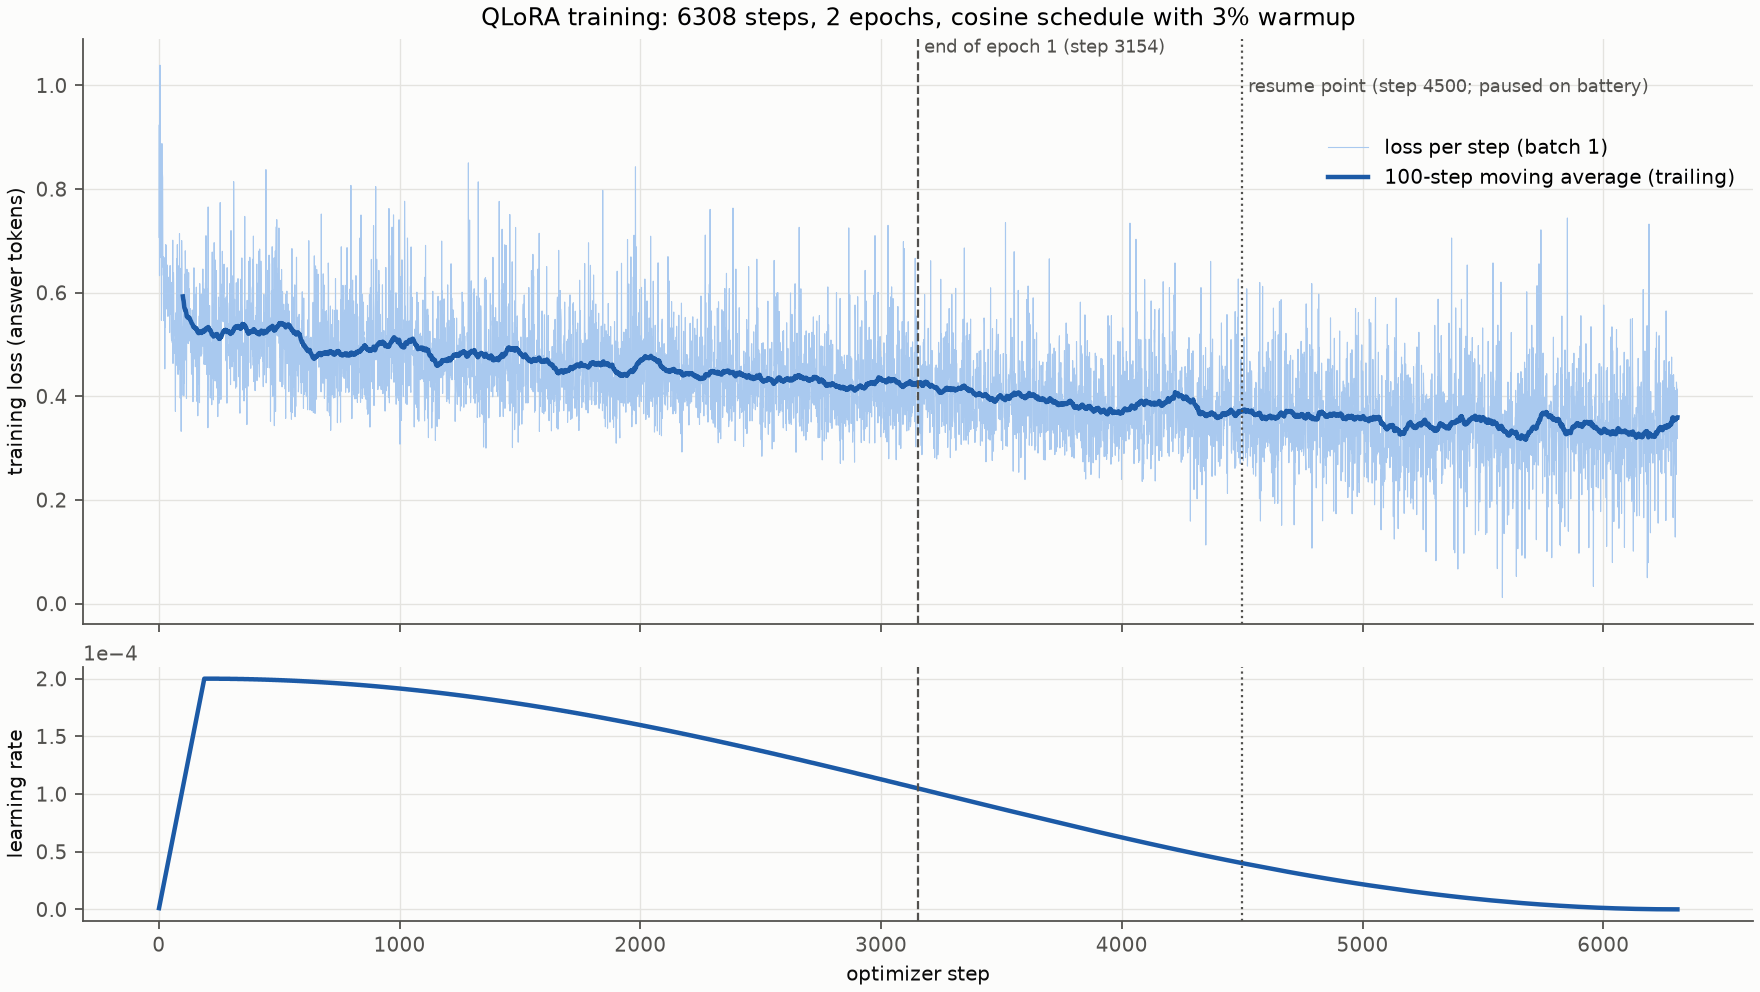 QLoRA training: 6308 steps, 2 epochs, cosine schedule with 3% warmup
end of epoch 1 (step 3154)
resume point (step 4500; paused on battery)
loss per step (batch 1)
100-step moving average (trailing)
training loss (answer tokens)
1.0
0.8
0.6
0.4
0.2
0.0
1e−4
learning rate
2.0
1.5
1.0
0.5
0.0
0 1000 2000 3000 4000 5000 6000
optimizer step